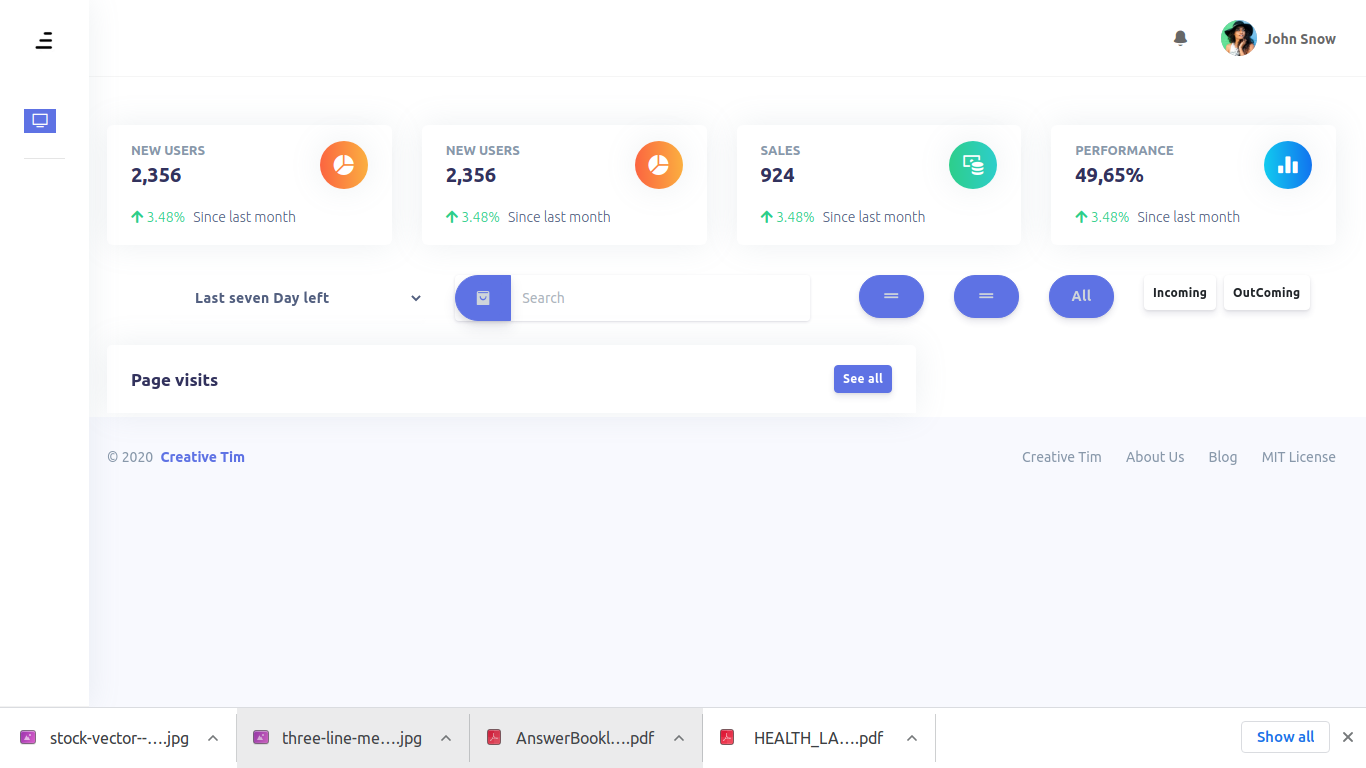 John Snow
NEW USERS
2,356
3.48% Since last month
NEW USERS
2,356
3.48% Since last month
SALES
924
3.48% Since last month
PERFORMANCE
49,65%
3.48% Since last month
Last seven Day left
Search
All
Incoming
OutComing
Page visits
See all
© 2020 Creative Tim
Creative Tim
About Us
Blog
MIT License
stock-vector--....jpg
three-line-me....jpg
AnswerBookl....pdf
HEALTH_LA....pdf
Show all